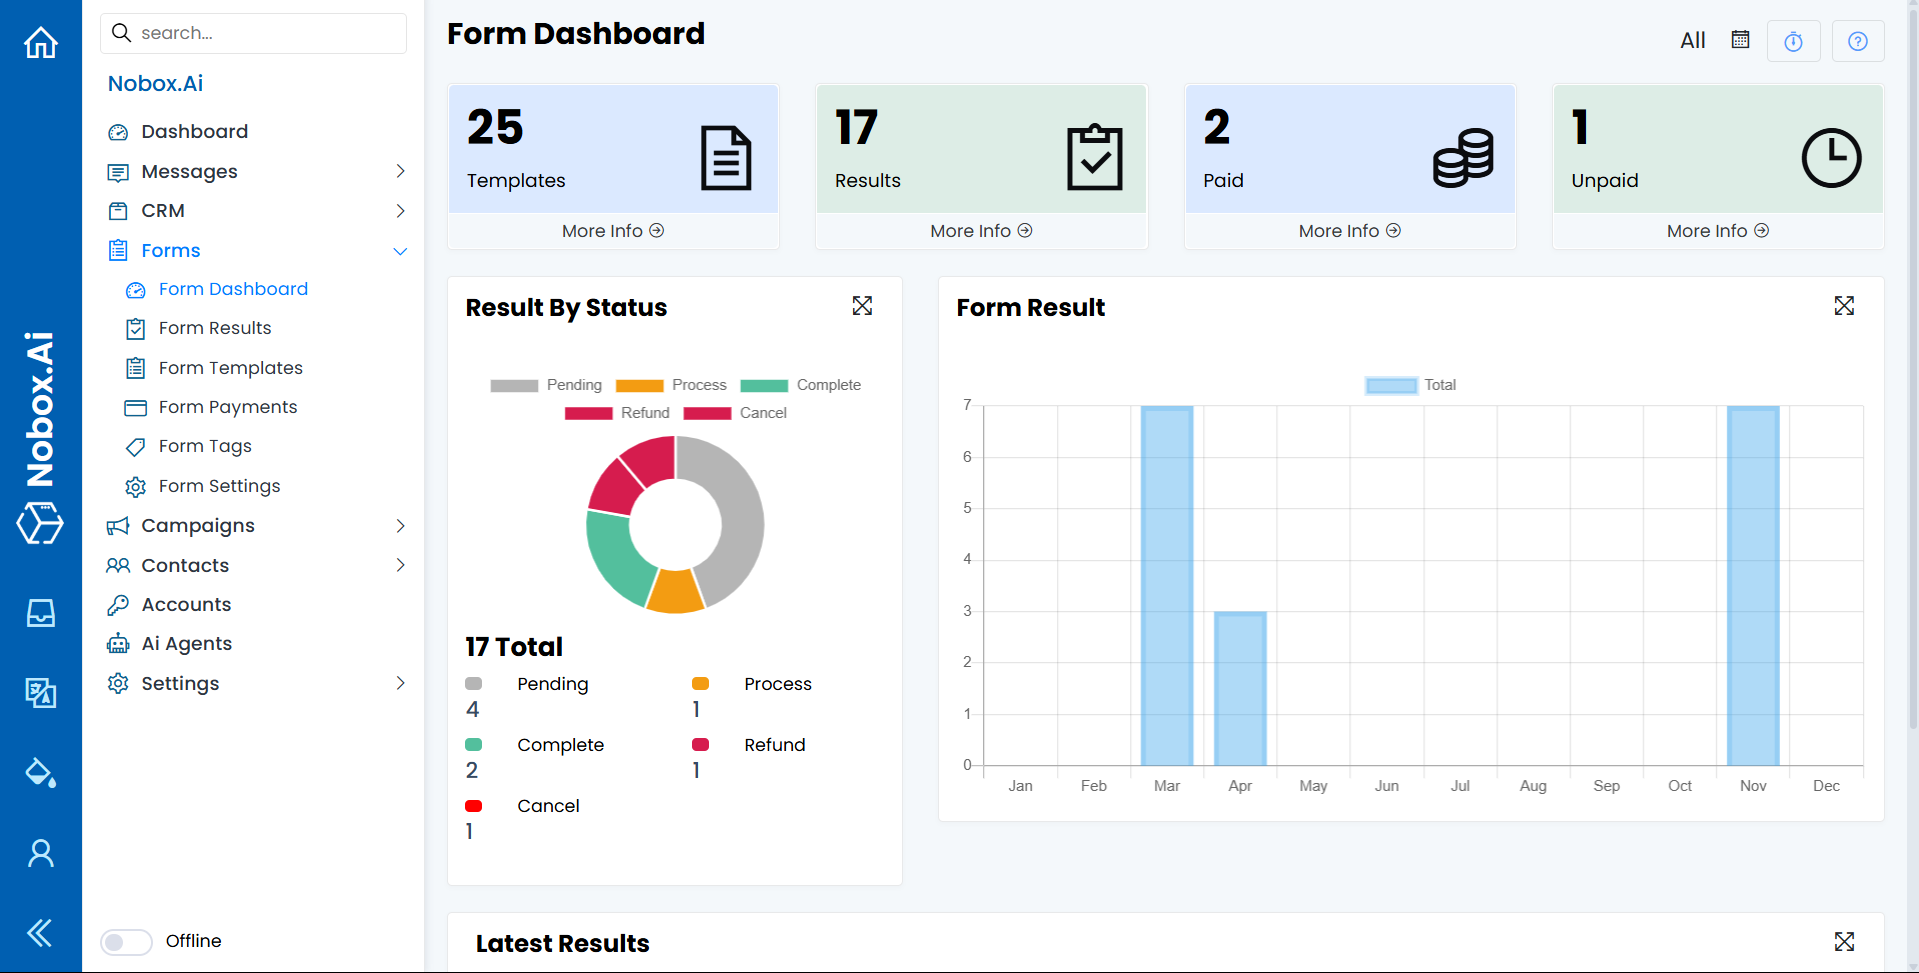 search...
Nobox.Ai
Dashboard
Messages
CRM
Forms
Form Dashboard
Form Results
Form Templates
Form Payments
Form Tags
Form Settings
Campaigns
Contacts
Accounts
Ai Agents
Settings
Offline
Nobox.Ai
Form Dashboard
All
25
Templates
More Info
17
Results
More Info
2
Paid
More Info
1
Unpaid
More Info
Result By Status
Pending Process Complete
Refund Cancel
17 Total
Pending
4
Process
1
Complete
2
Refund
1
Cancel
1
Form Result
Total
7
6
5
4
3
2
1
0
Jan Feb Mar Apr May Jun Jul Aug Sep Oct Nov Dec
Latest Results